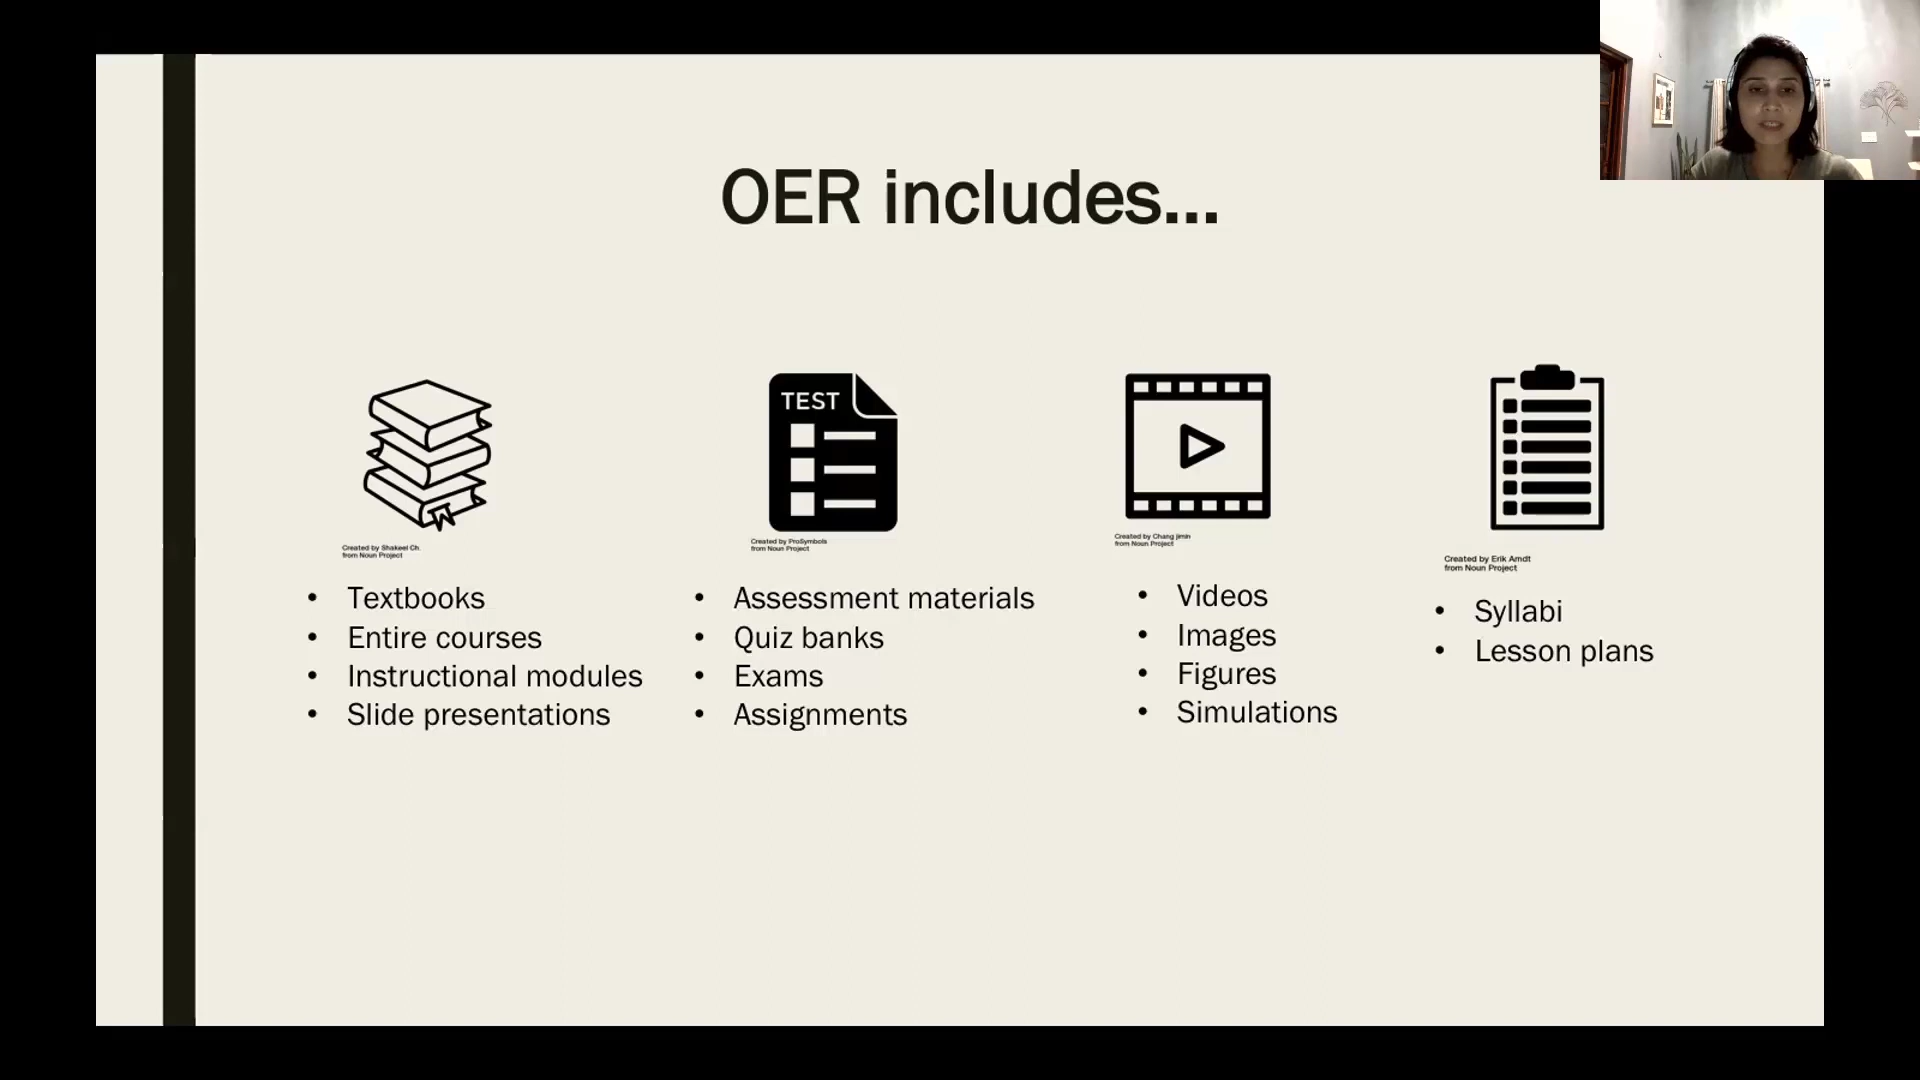 OER includes...
TEST
Created by Shakeel Ch.
from Noun Project
Textbooks
Entire courses
Instructional modules
Slide presentations
Created by ProSymbols
from Noun Project
Assessment materials
Quiz banks
Exams
Assignments
Created by Chang Jimin
from Noun Project
Videos
Images
Figures
Simulations
Created by Erik Arndt
from Noun Project
Syllabi
Lesson plans